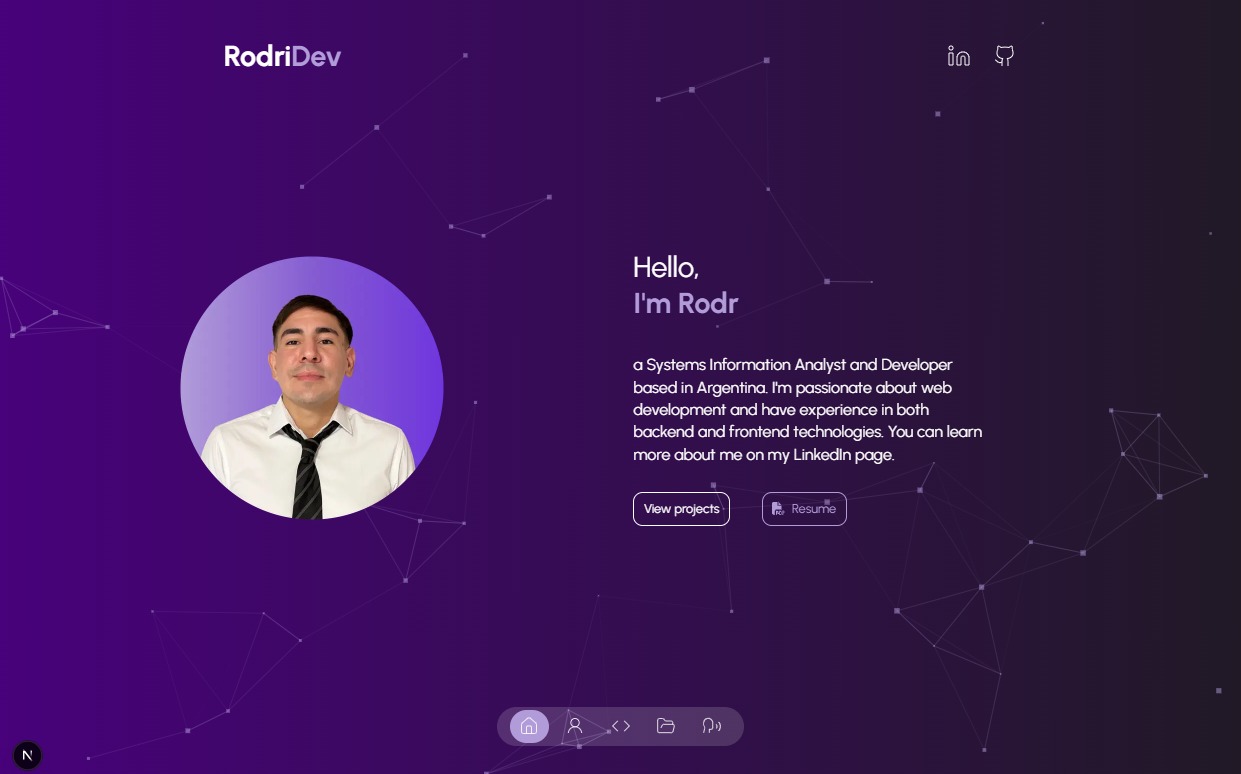 RodriDev
Hello,
I'm Rodr
a Systems Information Analyst and Developer
based in Argentina. I'm passionate about web
development and have experience in both
backend and frontend technologies. You can learn
more about me on my LinkedIn page.
View projects
PDF Resume
N